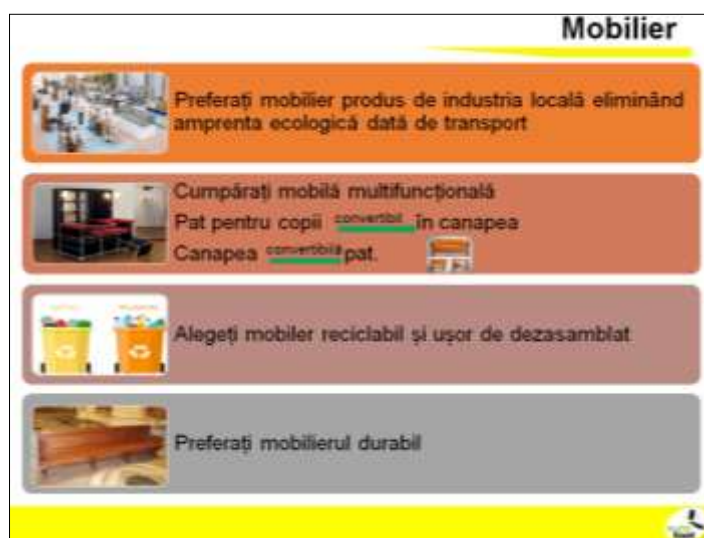 Mobilier
Preferați mobilier produs de industria locală eliminând
amprenta ecologică dată de transport
Cumpărați mobilă multifuncțională
Pat pentru copii convertibil în canapea
Canapea convertibilă pat.
Alegeți mobiler reciclabil și ușor de dezasamblat
Preferați mobilierul durabil